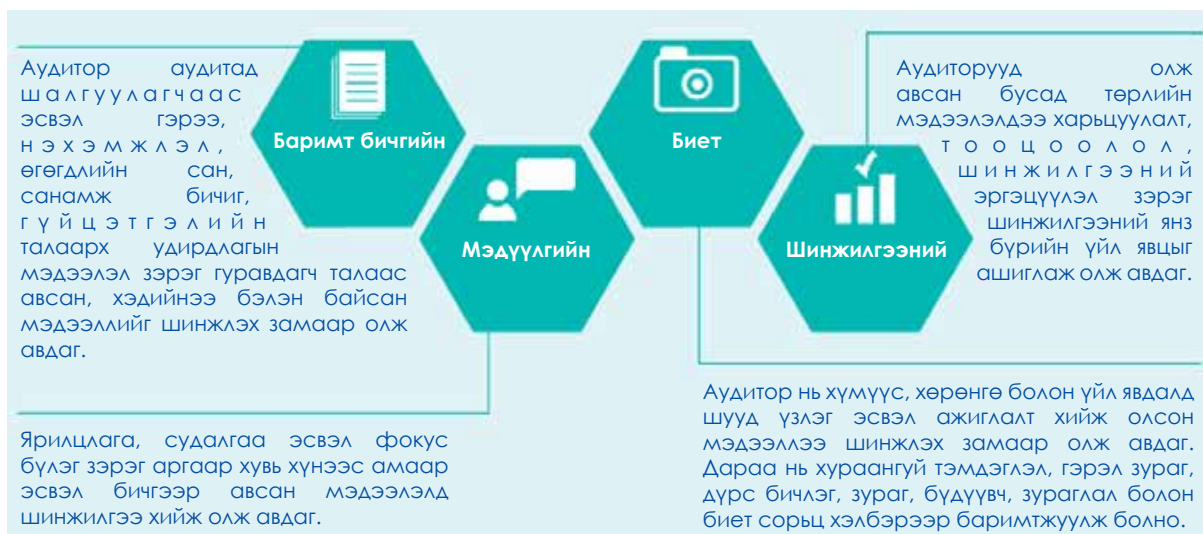 Аудитор аудитад
шалгуулагчаас
эсвэл гэрээ,
нэхэмжлэл,
өгөгдлийн сан,
санамж бичиг,
гүйцэтгэлийн
талаарх удирдлагын
мэдээлэл зэрэг гуравдагч талаас
авсан, хэдийнээ бэлэн байсан
мэдээллийг шинжлэх замаар олж
авдаг.
Баримт бичгийн
Мэдүүлгийн
Ярилцлага, судалгаа эсвэл фокус
бүлэг зэрэг аргаар хувь хүнээс амаар
эсвэл бичгээр авсан мэдээлэлд
шинжилгээ хийж олж авдаг.
Биет
Аудитор нь хүмүүс, хөрөнгө болон үйл явдалд
шууд үзлэг эсвэл ажиглалт хийж олсон
мэдээллээ шинжлэх замаар олж авдаг.
Дараа нь хураангуй тэмдэглэл, гэрэл зураг,
дүрс бичлэг, зураг, бүдүүвч, зураглал болон
биет сорьц хэлбэрээр баримтжуулж болно.
Шинжилгээний
Аудиторууд олж
авсан бусад төрлийн
мэдээлэлдээ харьцуулалт,
тооцоолол,
шинжилгээний
эргэцүүлэл зэрэг
шинжилгээний янз
бүрийн үйл явцыг
ашиглаж олж авдаг.